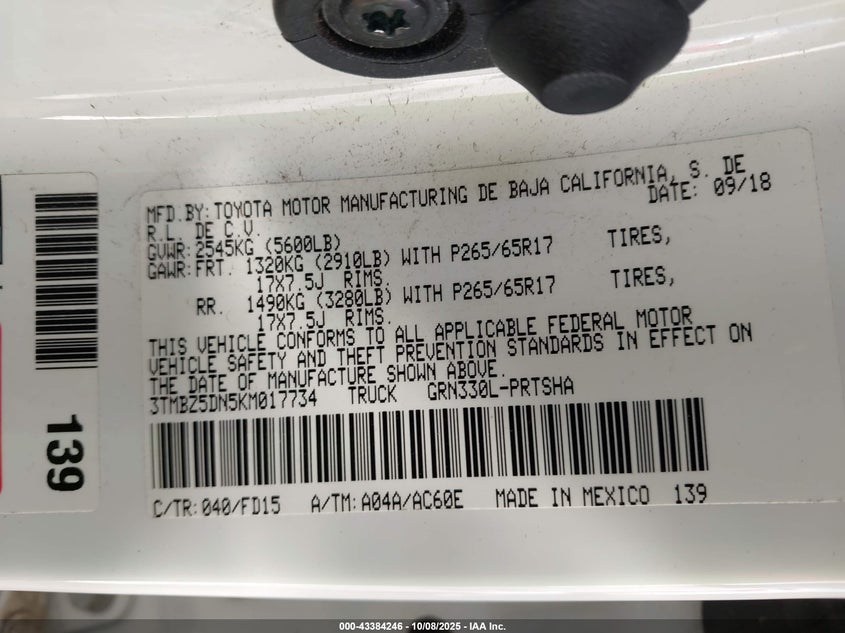 MFD.BY: TOYOTA MOTOR MANUFACTURING DE BAJA CALIFORNIA, S. DE
R.L. DE C.V. DATE: 09/18
GVWR: 2545KG (5600LB)
GAWR: FRT. 1320KG (2910LB) WITH P265/65R17 TIRES,
17X7.5J RIMS.
RR. 1490KG (3280LB) WITH P265/65R17 TIRES,
17X7.5J RIMS.
THIS VEHICLE CONFORMS TO ALL APPLICABLE FEDERAL MOTOR
VEHICLE SAFETY AND THEFT PREVENTION STANDARDS IN EFFECT ON
THE DATE OF MANUFACTURE SHOWN ABOVE.
3TMBZ5DN5KM017734 TRUCK GRN330L-PRTSHA
C/TR: 040/FD15 A/TM: A04A/AC60E MADE IN MEXICO 139
139
000-43384246 - 10/08/2025 - IAA Inc.